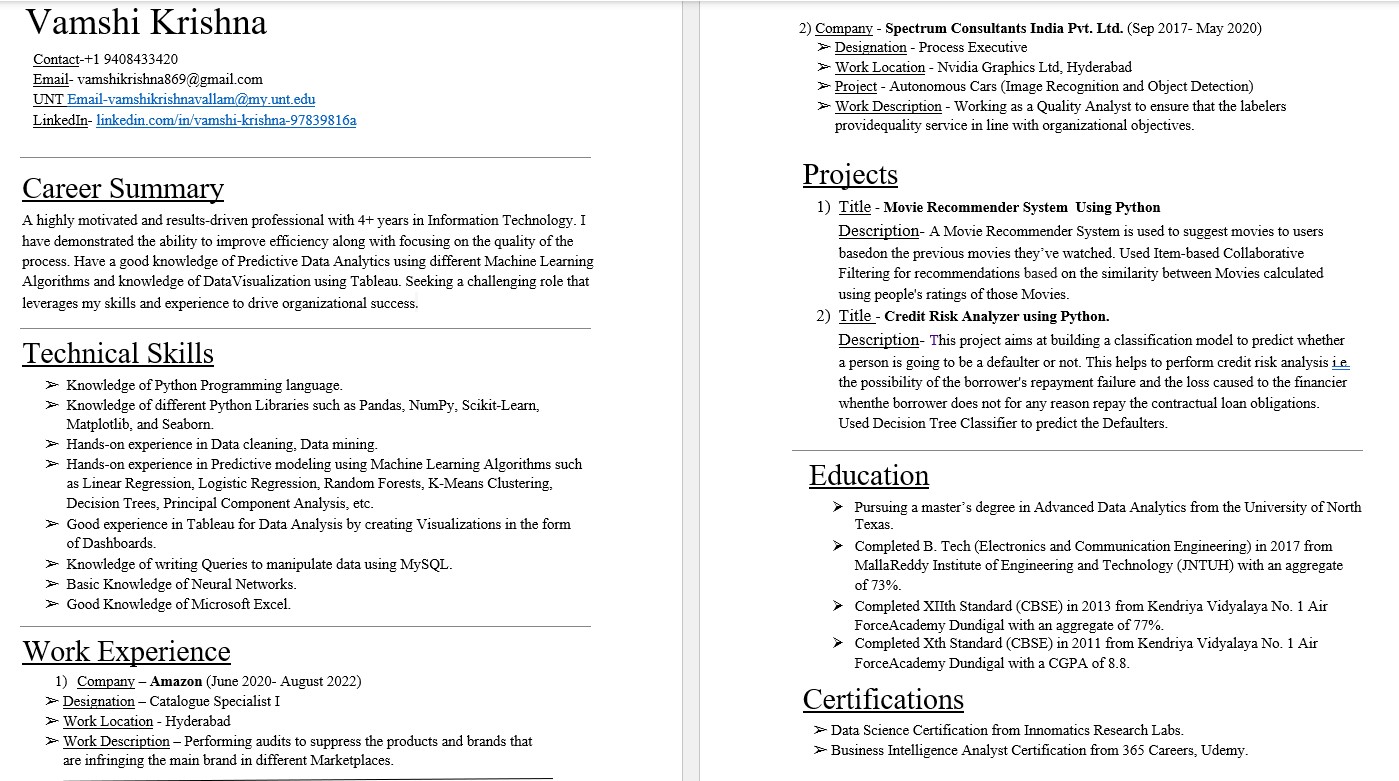 Vamshi Krishna
Contact-+1 9408433420
Email- vamshikrishna869@gmail.com
UNT Email-vamshikrishnavallam@my.unt.edu
LinkedIn- linkedin.com/in/vamshi-krishna-97839816a
Career Summary
A highly motivated and results-driven professional with 4+ years in Information Technology. I
have demonstrated the ability to improve efficiency along with focusing on the quality of the
process. Have a good knowledge of Predictive Data Analytics using different Machine Learning
Algorithms and knowledge of DataVisualization using Tableau. Seeking a challenging role that
leverages my skills and experience to drive organizational success.
Technical Skills
➢ Knowledge of Python Programming language.
➢ Knowledge of different Python Libraries such as Pandas, NumPy, Scikit-Learn,
Matplotlib, and Seaborn.
➢ Hands-on experience in Data cleaning, Data mining.
➢ Hands-on experience in Predictive modeling using Machine Learning Algorithms such
as Linear Regression, Logistic Regression, Random Forests, K-Means Clustering,
Decision Trees, Principal Component Analysis, etc.
➢ Good experience in Tableau for Data Analysis by creating Visualizations in the form
of Dashboards.
➢ Knowledge of writing Queries to manipulate data using MySQL.
➢ Basic Knowledge of Neural Networks.
➢ Good Knowledge of Microsoft Excel.
Work Experience
1) Company – Amazon (June 2020- August 2022)
➢ Designation – Catalogue Specialist I
➢ Work Location - Hyderabad
➢ Work Description – Performing audits to suppress the products and brands that
are infringing the main brand in different Marketplaces.
2) Company - Spectrum Consultants India Pvt. Ltd. (Sep 2017- May 2020)
➢ Designation - Process Executive
➢ Work Location - Nvidia Graphics Ltd, Hyderabad
➢ Project - Autonomous Cars (Image Recognition and Object Detection)
➢ Work Description - Working as a Quality Analyst to ensure that the labelers
providequality service in line with organizational objectives.
Projects
1) Title - Movie Recommender System Using Python
Description- A Movie Recommender System is used to suggest movies to users
basedon the previous movies they've watched. Used Item-based Collaborative
Filtering for recommendations based on the similarity between Movies calculated
using people's ratings of those Movies.
2) Title - Credit Risk Analyzer using Python.
Description- This project aims at building a classification model to predict whether
a person is going to be a defaulter or not. This helps to perform credit risk analysis i.e.
the possibility of the borrower's repayment failure and the loss caused to the financier
whenthe borrower does not for any reason repay the contractual loan obligations.
Used Decision Tree Classifier to predict the Defaulters.
Education
➢ Pursuing a master's degree in Advanced Data Analytics from the University of North
Texas.
➢ Completed B. Tech (Electronics and Communication Engineering) in 2017 from
MallaReddy Institute of Engineering and Technology (JNTUH) with an aggregate
of 73%.
➢ Completed XIIth Standard (CBSE) in 2013 from Kendriya Vidyalaya No. 1 Air
ForceAcademy Dundigal with an aggregate of 77%.
➢ Completed Xth Standard (CBSE) in 2011 from Kendriya Vidyalaya No. 1 Air
ForceAcademy Dundigal with a CGPA of 8.8.
Certifications
➢ Data Science Certification from Innomatics Research Labs.
➢ Business Intelligence Analyst Certification from 365 Careers, Udemy.